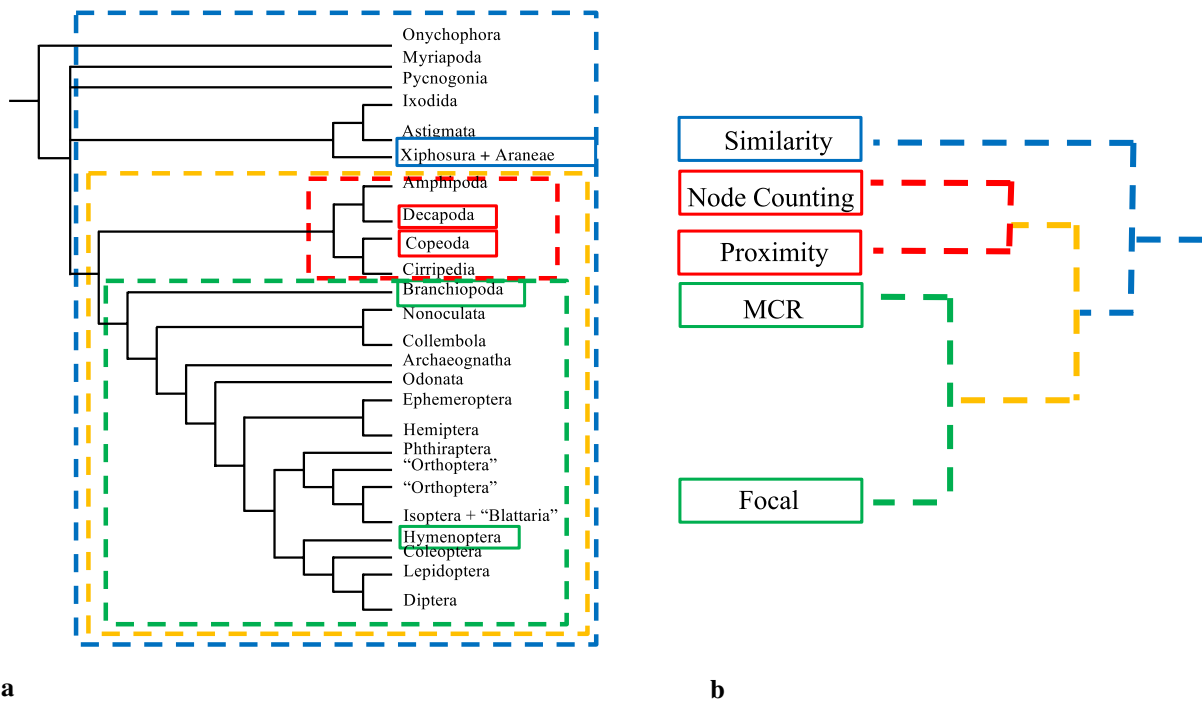 Onychophora
Myriapoda
Pycnogonia
Ixodida
Astigmata
Xiphosura + Araneae
Amphipoda
Decapoda
Copeoda
Cirripedia
Branchiopoda
Nonoculata
Collembola
Archaeognatha
Odonata
Ephemeroptera
Hemiptera
Phthiraptera
“Orthoptera”
“Orthoptera”
Isoptera + “Blattaria”
Hymenoptera
Coleoptera
Lepidoptera
Diptera
a
Similarity
Node Counting
Proximity
MCR
Focal
b